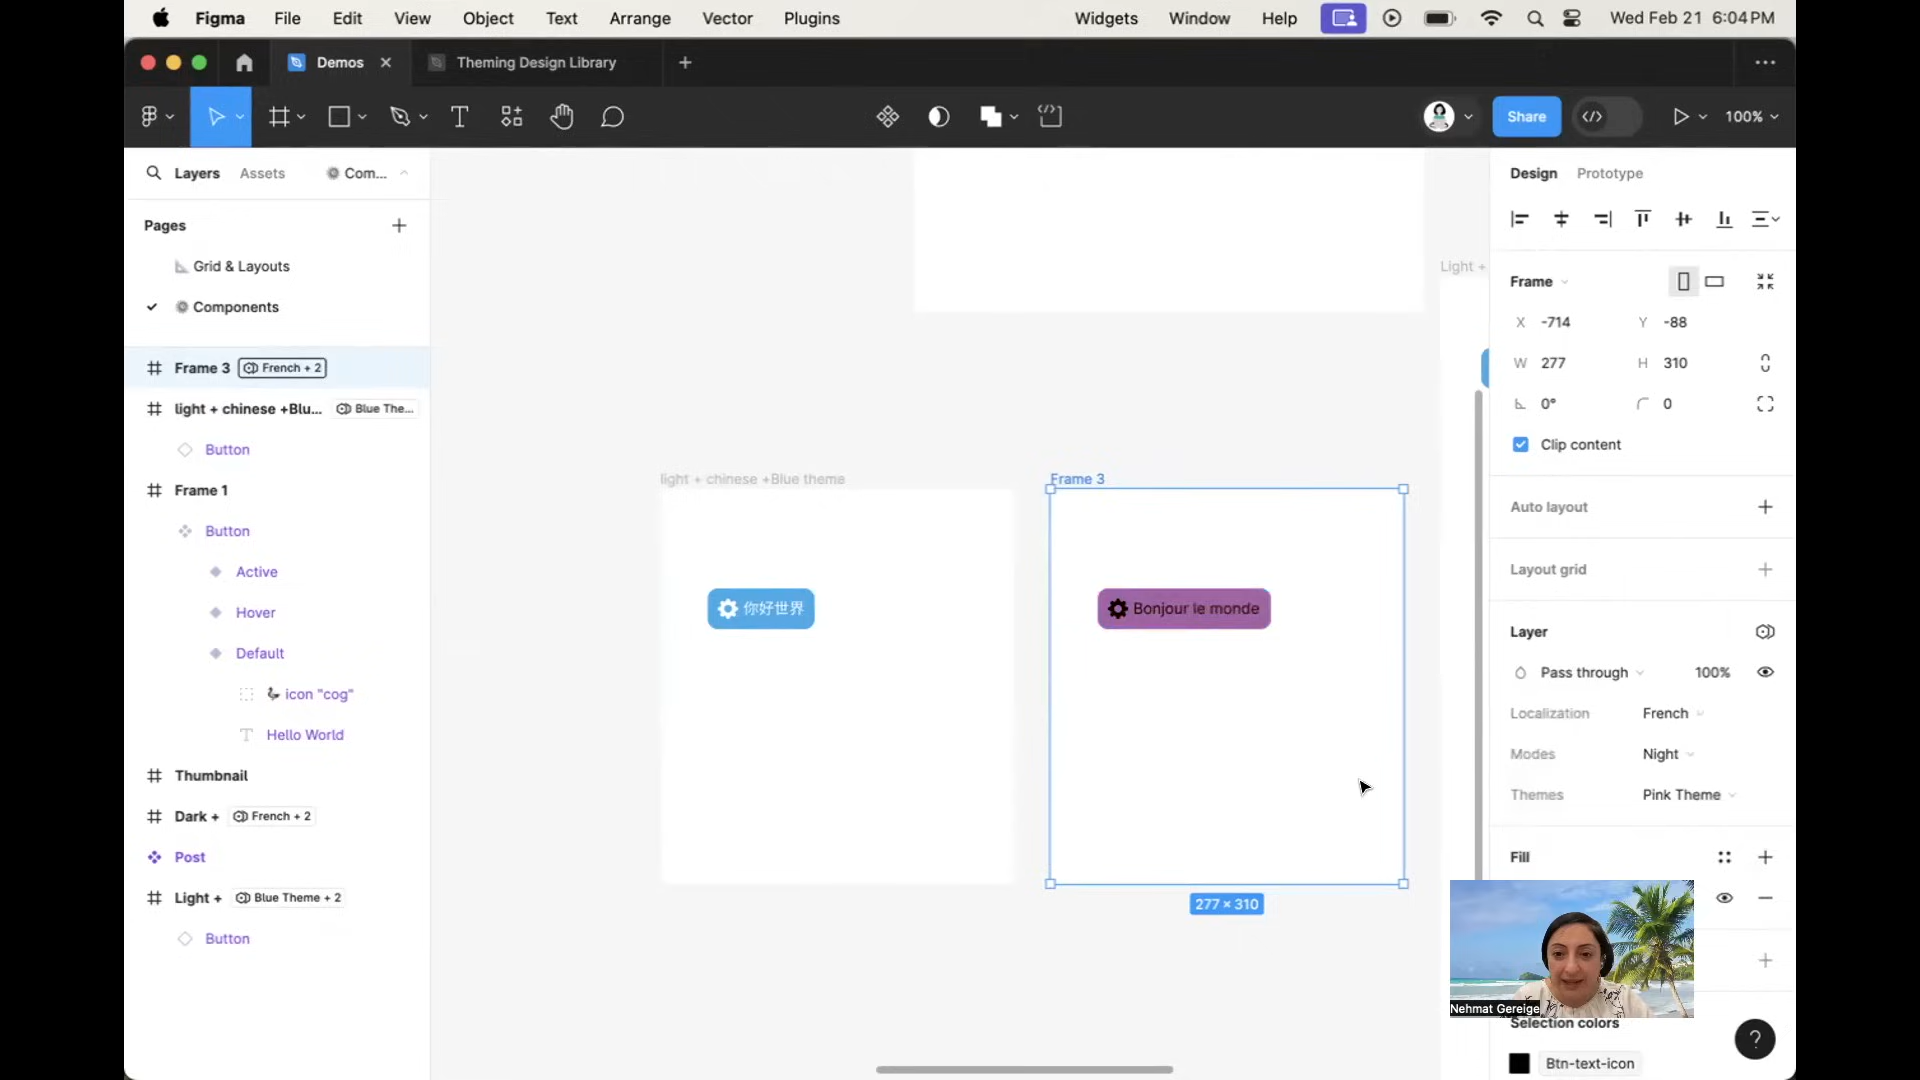 Figma File Edit View Object Text Arrange Vector Plugins Widgets Window Help Wed Feb 21 6:04 PM
Demos Theming Design Library
Share 100%
Layers Assets Com...
Pages
Grid & Layouts
Components
Frame 3 French + 2
light + chinese +Blu... Blue The...
Button
Frame 1
Button
Active
Hover
Default
icon "cog"
Hello World
Thumbnail
Dark + French + 2
Post
Light + Blue Theme + 2
Button
Light +
light + chinese +Blue theme
Frame 3
你好世界
Bonjour le monde
277 × 310
Design Prototype
Frame
X -714 Y -88
W 277 H 310
0° 0
Clip content
Auto layout
Layout grid
Layer
Pass through 100%
Localization French
Modes Night
Themes Pink Theme
Fill
Nehmat Gereige
Selection colors
Btn-text-icon
?